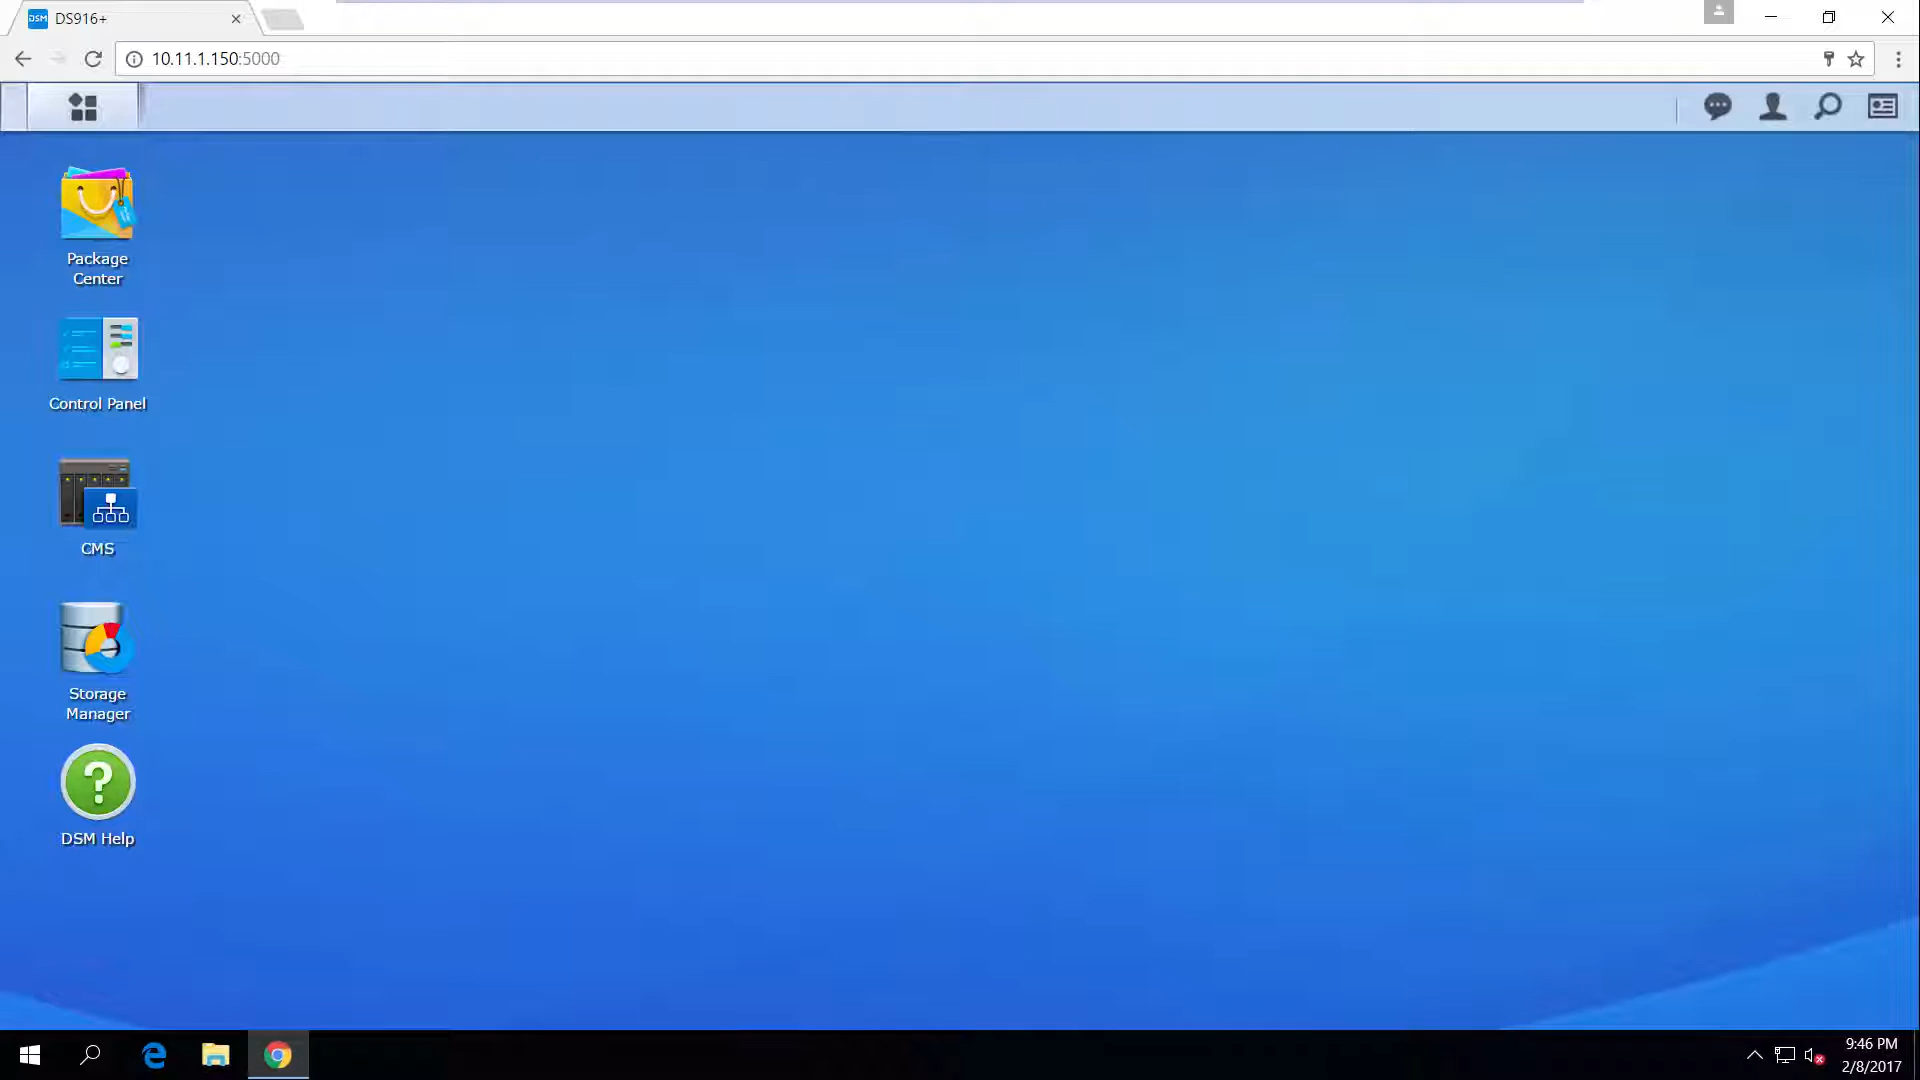 DSM DS916+
10.11.1.150:5000
Package
Center
Control Panel
CMS
Storage
Manager
DSM Help
9:46 PM
2/8/2017